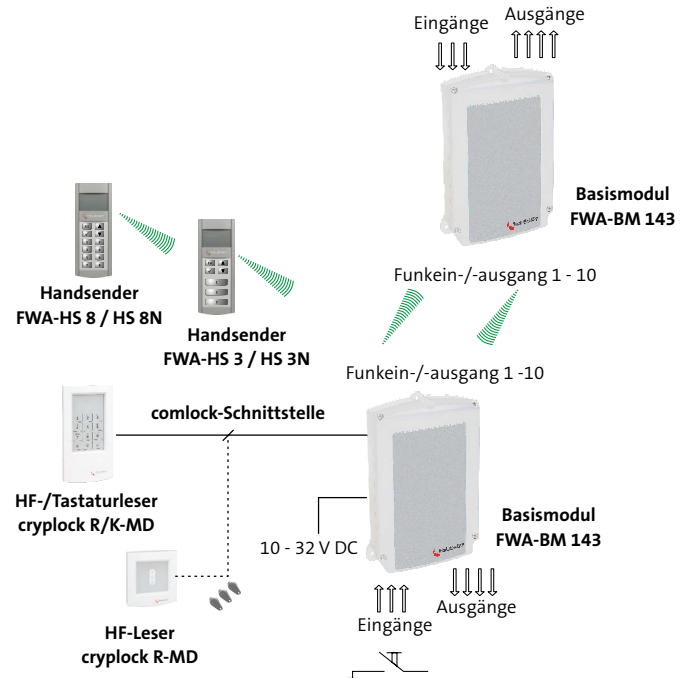 Eingänge
Ausgänge
Basismodul
FWA-BM 143
Funkein-/-ausgang 1 - 10
Handsender
FWA-HS 8 / HS 8N
Handsender
FWA-HS 3 / HS 3N
Funkein-/-ausgang 1 -10
comlock-Schnittstelle
HF-/Tastaturleser
cryplock R/K-MD
10 - 32 V DC
Basismodul
FWA-BM 143
Eingänge
Ausgänge
HF-Leser
cryplock R-MD